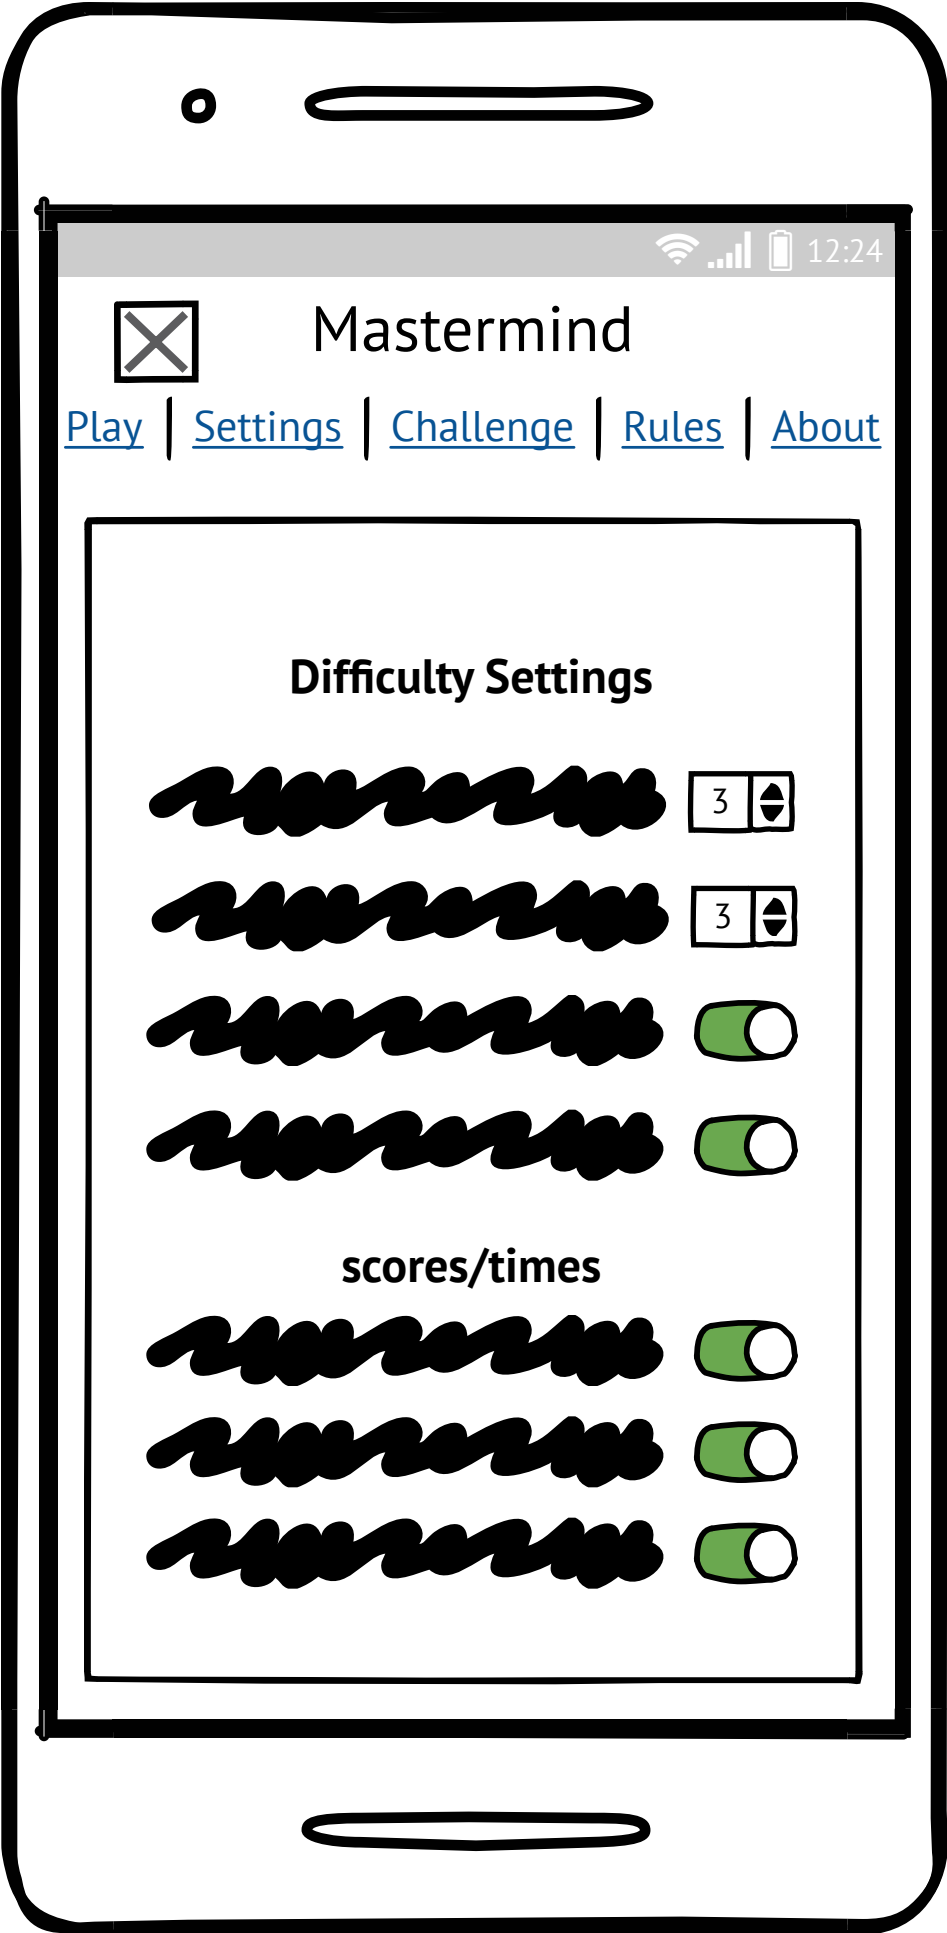 12:24
Mastermind
Play | Settings | Challenge | Rules | About
Difficulty Settings
3
3
scores/times